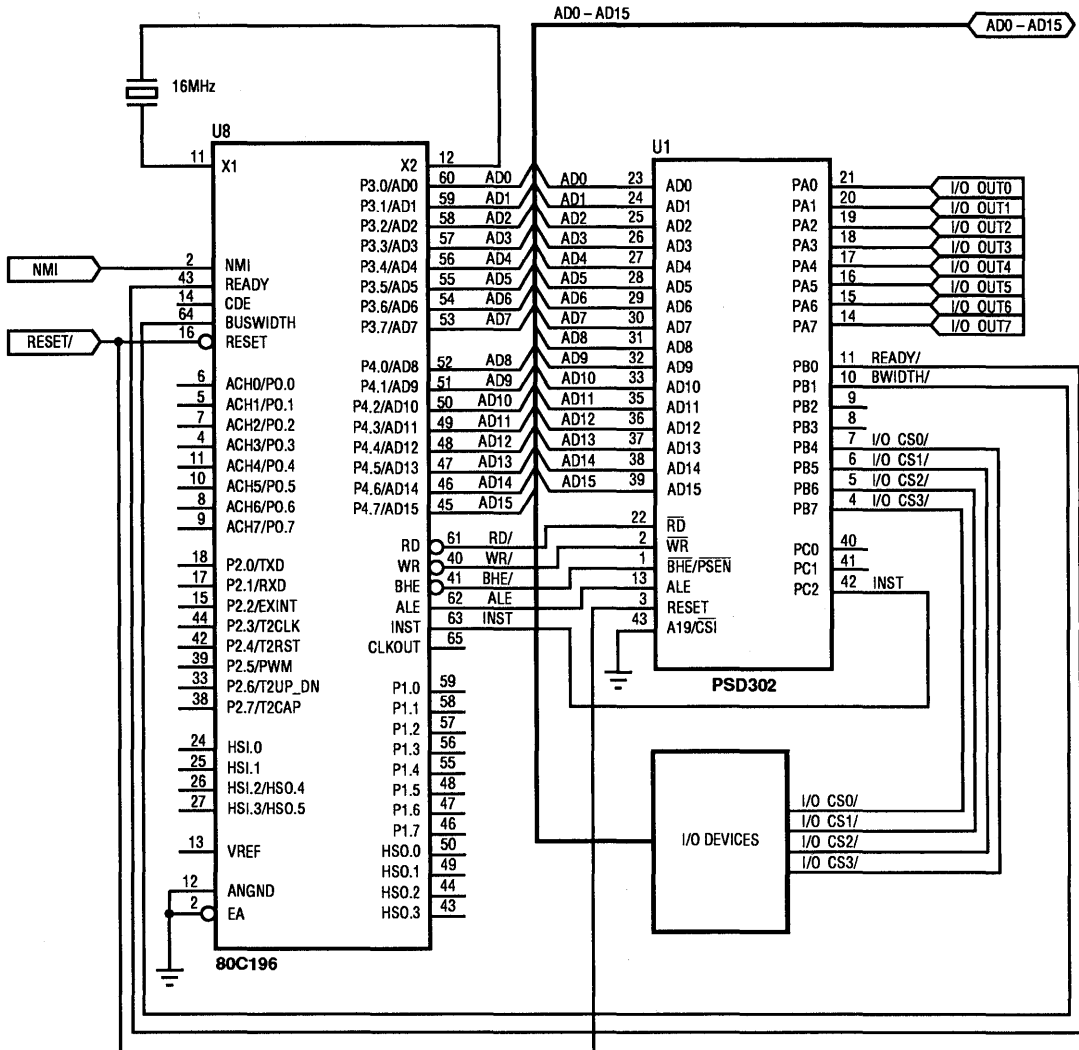 AD0 – AD15
AD0 – AD15
16MHz
U8
11 X1
X2 12
P3.0/AD0 60 AD0
P3.1/AD1 59 AD1
P3.2/AD2 58 AD2
P3.3/AD3 57 AD3
P3.4/AD4 56 AD4
P3.5/AD5 55 AD5
P3.6/AD6 54 AD6
P3.7/AD7 53 AD7
P4.0/AD8 52 AD8
P4.1/AD9 51 AD9
P4.2/AD10 50 AD10
P4.3/AD11 49 AD11
P4.4/AD12 48 AD12
P4.5/AD13 47 AD13
P4.6/AD14 46 AD14
P4.7/AD15 45 AD15
RD 61 RD/
WR 40 WR/
BHE 41 BHE/
ALE 62 ALE
INST 63 INST
CLKOUT 65
P1.0 59
P1.1 58
P1.2 57
P1.3 56
P1.4 55
P1.5 48
P1.6 47
P1.7 46
HSO.0 50
HSO.1 49
HSO.2 44
HSO.3 43
NMI
2 NMI
43 READY
14 CDE
64 BUSWIDTH
RESET/
16 RESET
6 ACH0/P0.0
5 ACH1/P0.1
7 ACH2/P0.2
4 ACH3/P0.3
11 ACH4/P0.4
10 ACH5/P0.5
8 ACH6/P0.6
9 ACH7/P0.7
18 P2.0/TXD
17 P2.1/RXD
15 P2.2/EXINT
44 P2.3/T2CLK
42 P2.4/T2RST
39 P2.5/PWM
33 P2.6/T2UP_DN
38 P2.7/T2CAP
24 HSI.0
25 HSI.1
26 HSI.2/HSO.4
27 HSI.3/HSO.5
13 VREF
12 ANGND
2 EA
80C196
U1
AD0 23 AD0
AD1 24 AD1
AD2 25 AD2
AD3 26 AD3
AD4 27 AD4
AD5 28 AD5
AD6 29 AD6
AD7 30 AD7
AD8 31 AD8
AD9 32 AD9
AD10 33 AD10
AD11 35 AD11
AD12 36 AD12
AD13 37 AD13
AD14 38 AD14
AD15 39 AD15
22 RD
2 WR
1 BHE/PSEN
13 ALE
3 RESET
43 A19/CSI
PA0 21 I/O OUT0
PA1 20 I/O OUT1
PA2 19 I/O OUT2
PA3 18 I/O OUT3
PA4 17 I/O OUT4
PA5 16 I/O OUT5
PA6 15 I/O OUT6
PA7 14 I/O OUT7
PB0 11 READY/
PB1 10 BWIDTH/
PB2 9
PB3 8
PB4 7 I/O CS0/
PB5 6 I/O CS1/
PB6 5 I/O CS2/
PB7 4 I/O CS3/
PC0 40
PC1 41
PC2 42 INST
PSD302
I/O DEVICES
I/O CS0/
I/O CS1/
I/O CS2/
I/O CS3/